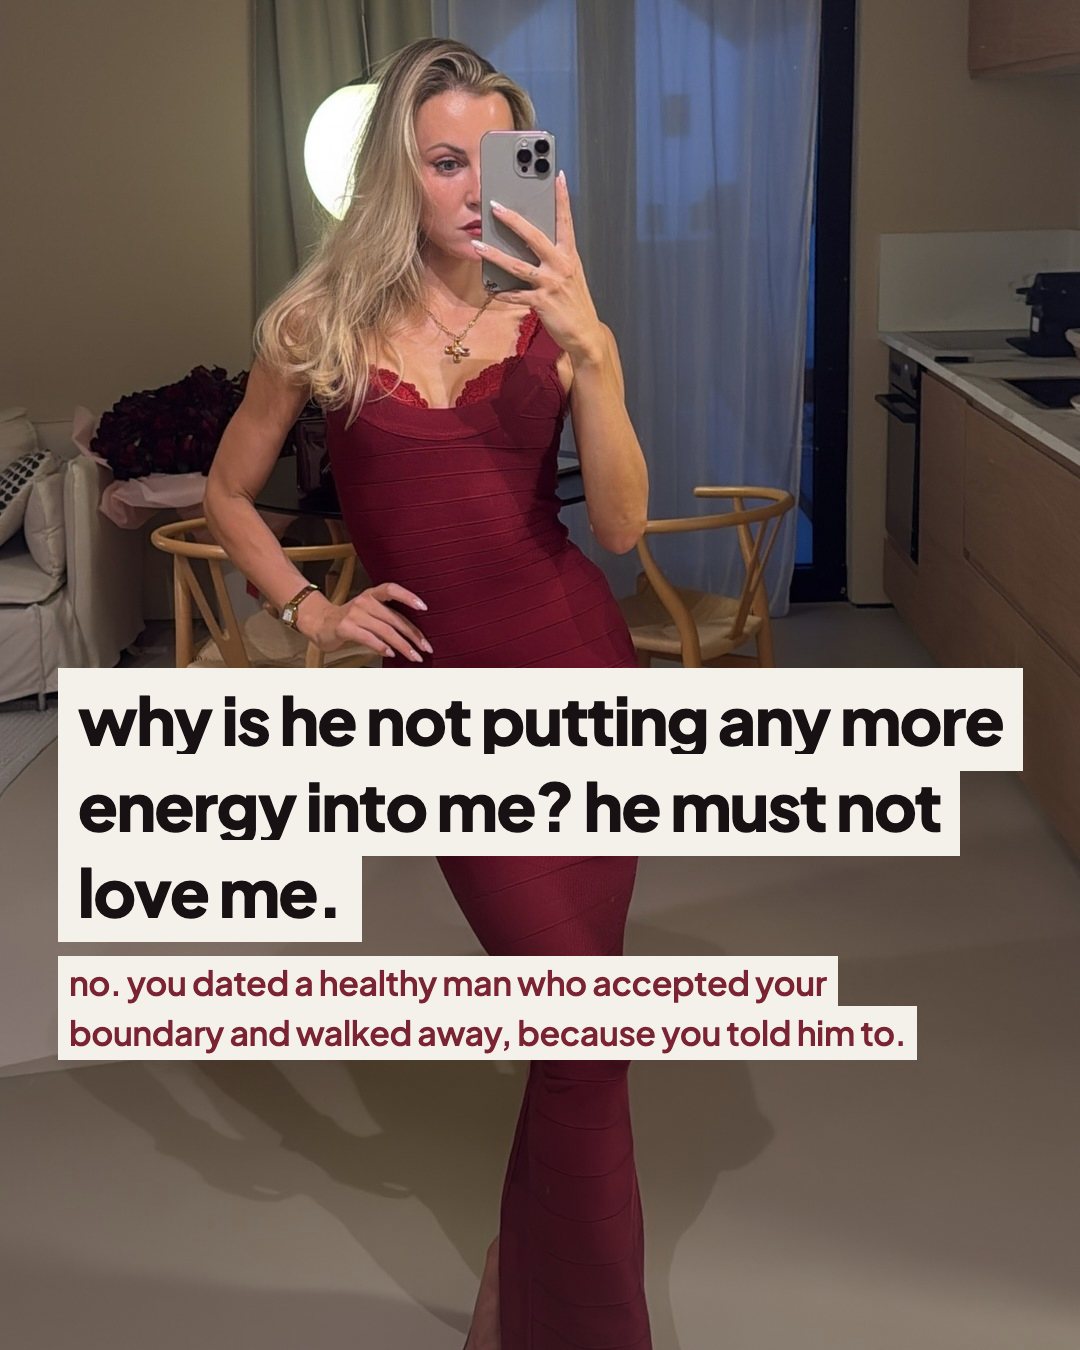 why is he not putting any more
energy into me? he must not
love me.
no. you dated a healthy man who accepted your
boundary and walked away, because you told him to.